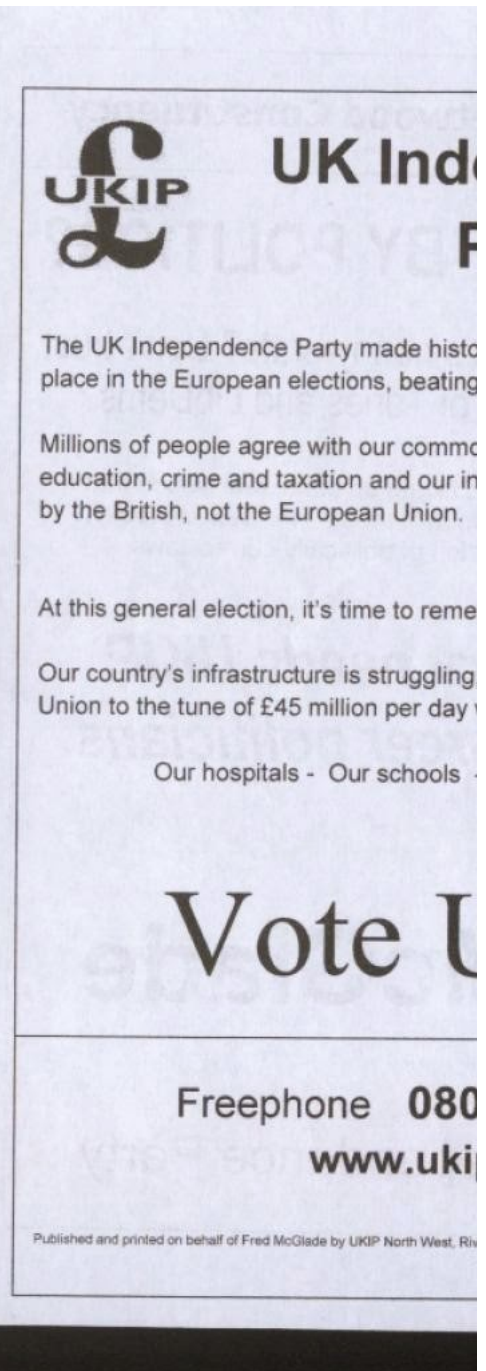 UKIP
UK Inde
P
The UK Independence Party made histo
place in the European elections, beating
Millions of people agree with our commo
education, crime and taxation and our in
by the British, not the European Union.
At this general election, it's time to reme
Our country's infrastructure is struggling
Union to the tune of £45 million per day
Our hospitals - Our schools -
Vote U
Freephone 080
www.ukip
Published and printed on behalf of Fred McGlade by UKIP North West, Riv